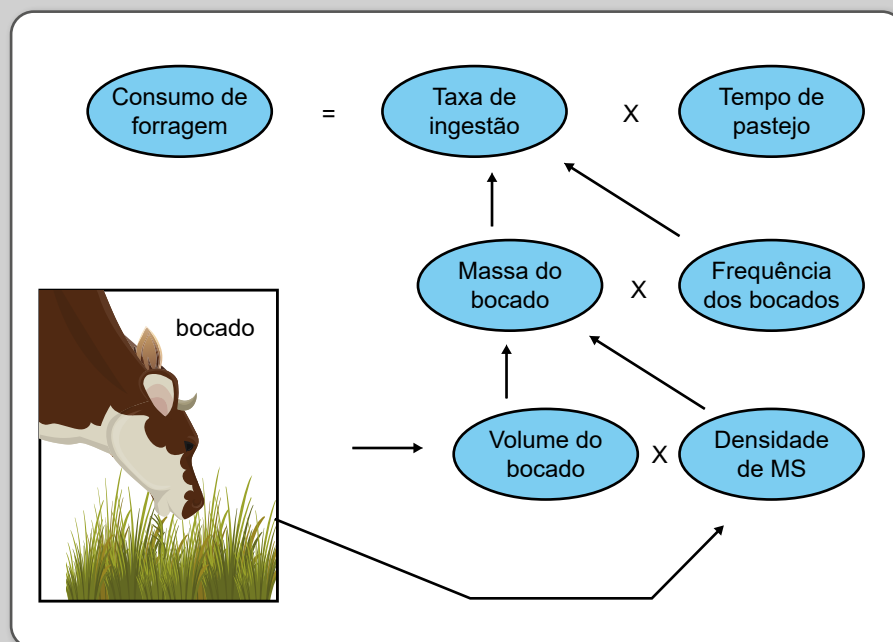 Consumo de
forragem
=
Taxa de
ingestão
X
Tempo de
pastejo
Massa do
bocado
X
Frequência
dos bocados
bocado
Volume do
bocado
X
Densidade
de MS